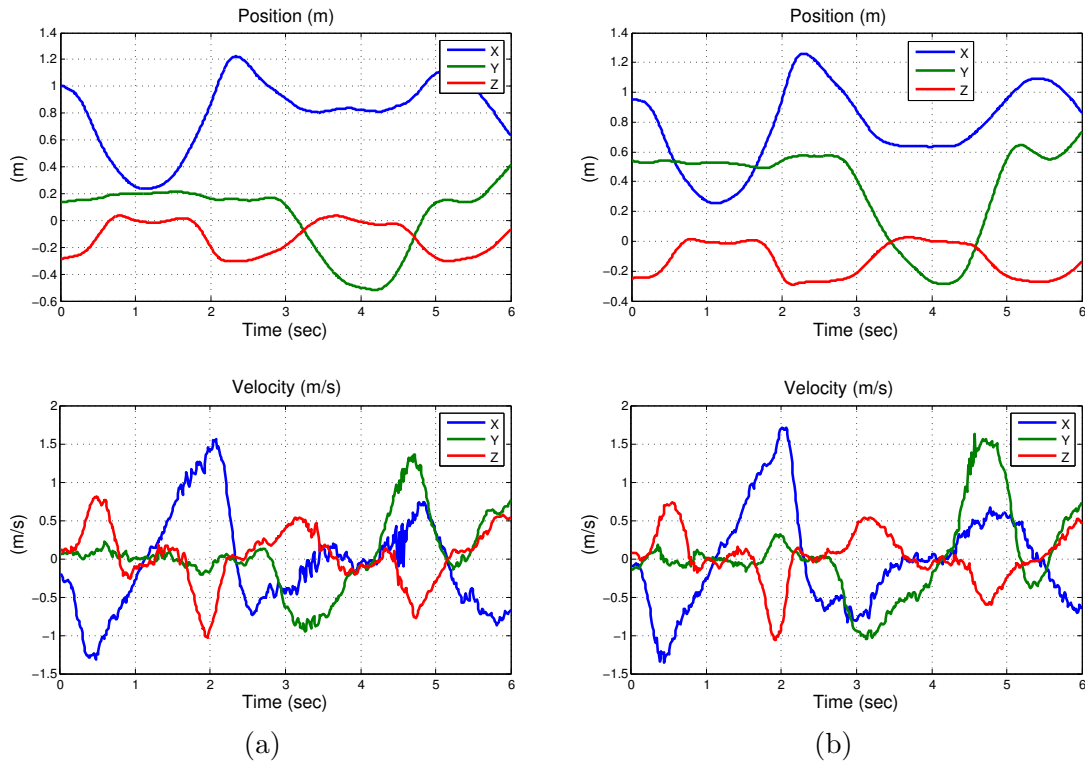 Position (m)
1.4
1.2
1
0.8
0.6
0.4
0.2
0
−0.2
−0.4
−0.6
(m)
0 1 2 3 4 5 6
Time (sec)
X
Y
Z
Position (m)
1.4
1.2
1
0.8
0.6
0.4
0.2
0
−0.2
−0.4
(m)
0 1 2 3 4 5 6
Time (sec)
X
Y
Z
Velocity (m/s)
2
1.5
1
0.5
0
−0.5
−1
−1.5
(m/s)
0 1 2 3 4 5 6
Time (sec)
X
Y
Z
(a)
Velocity (m/s)
2
1.5
1
0.5
0
−0.5
−1
−1.5
(m/s)
0 1 2 3 4 5 6
Time (sec)
X
Y
Z
(b)